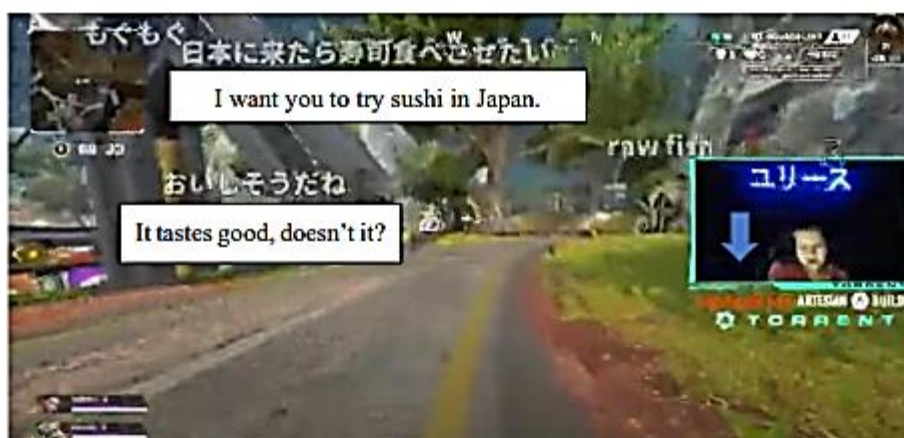 もぐもぐ
日本に来たら寿司食べさせたい
W
N
I want you to try sushi in Japan.
raw fish
ユリース
おいしそうだね
It tastes good, doesn't it?
ARTESIAN BUILD
TORRENT